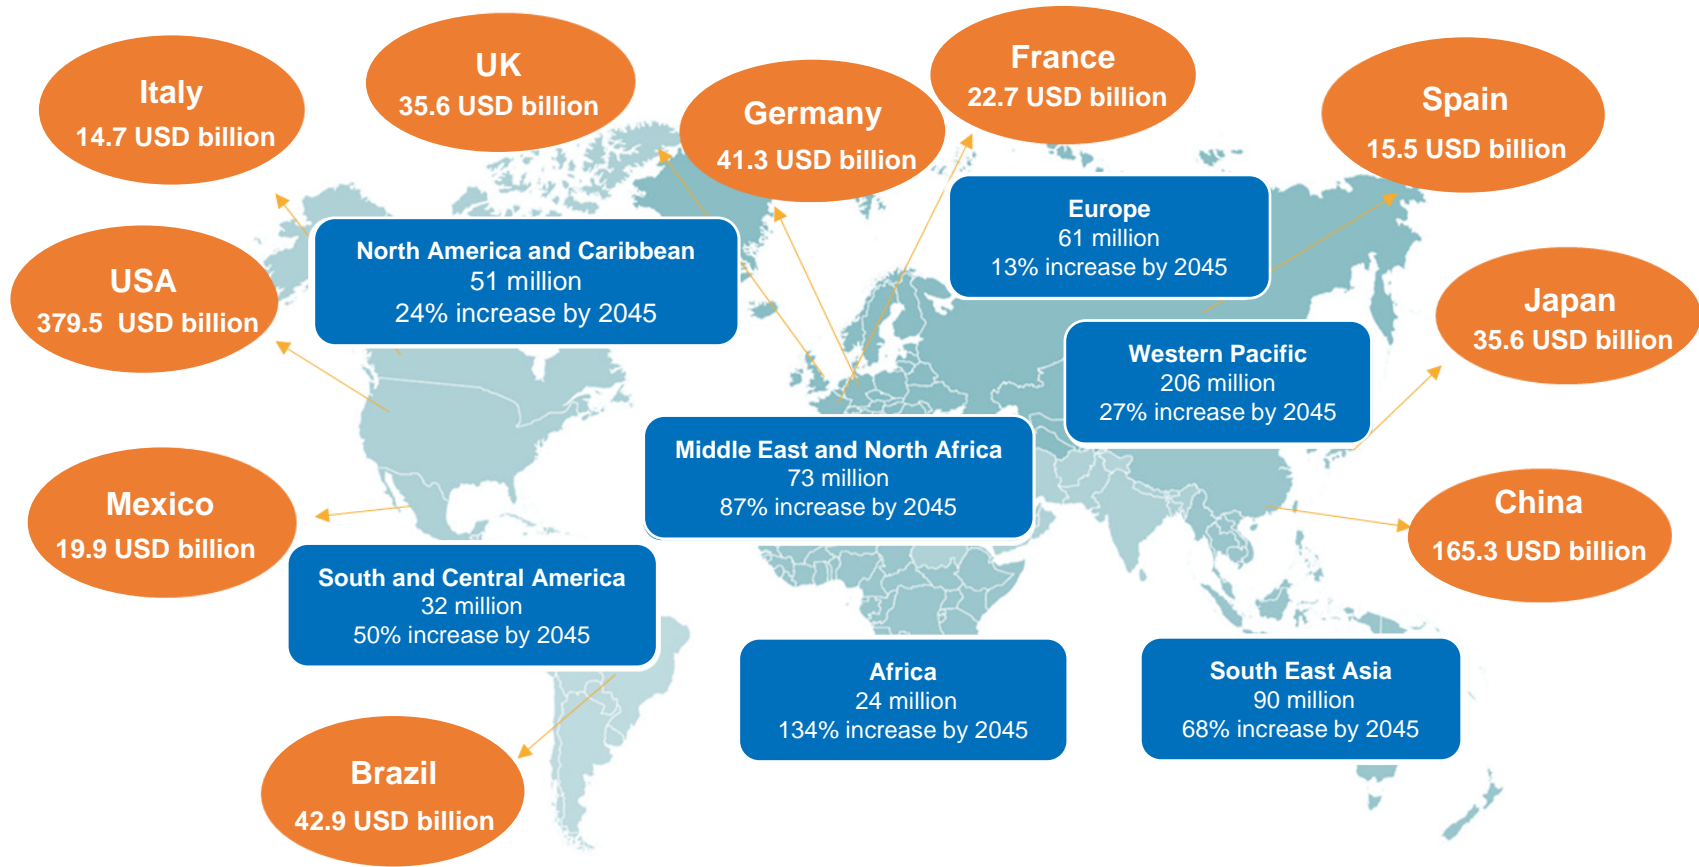 Italy
14.7 USD billion
UK
35.6 USD billion
Germany
41.3 USD billion
France
22.7 USD billion
Spain
15.5 USD billion
North America and Caribbean
51 million
24% increase by 2045
Europe
61 million
13% increase by 2045
USA
379.5  USD billion
Japan
35.6 USD billion
Western Pacific
206 million
27% increase by 2045
Middle East and North Africa
73 million
87% increase by 2045
Mexico
19.9 USD billion
China
165.3 USD billion
South and Central America
32 million
50% increase by 2045
Africa
24 million
134% increase by 2045
South East Asia
90 million
68% increase by 2045
Brazil
42.9 USD billion